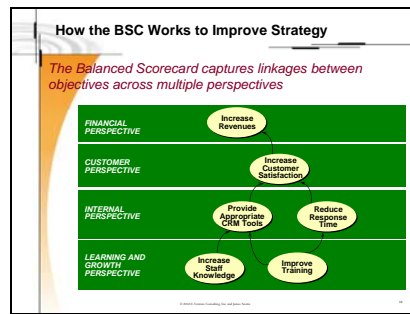 How the BSC Works to Improve Strategy
The Balanced Scorecard captures linkages between
objectives across multiple perspectives
FINANCIAL
PERSPECTIVE
Increase
Revenues
CUSTOMER
PERSPECTIVE
Increase
Customer
Satisfaction
INTERNAL
PERSPECTIVE
Provide
Appropriate
CRM Tools
Reduce
Response
Time
LEARNING AND
GROWTH
PERSPECTIVE
Increase
Staff
Knowledge
Improve
Training